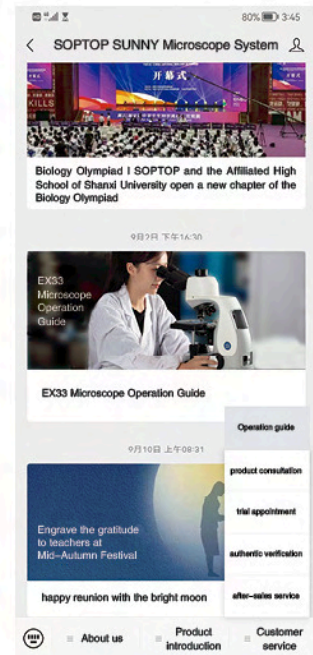 80% 3:45
SOPTOP SUNNY Microscope System
开幕式
KILLS
Biology Olympiad I SOPTOP and the Affiliated High
School of Shanxi University open a new chapter of the
Biology Olympiad
9月2日 下午16:30
EX33
Microscope
Operation
Guide
EX33 Microscope Operation Guide
Operation guide
9月10日 上午08:31
product consultation
trial appointment
Engrave the gratitude
to teachers at
Mid-Autumn Festival
authentic verification
happy reunion with the bright moon
after-sales service
About us
Product
introduction
Customer
service